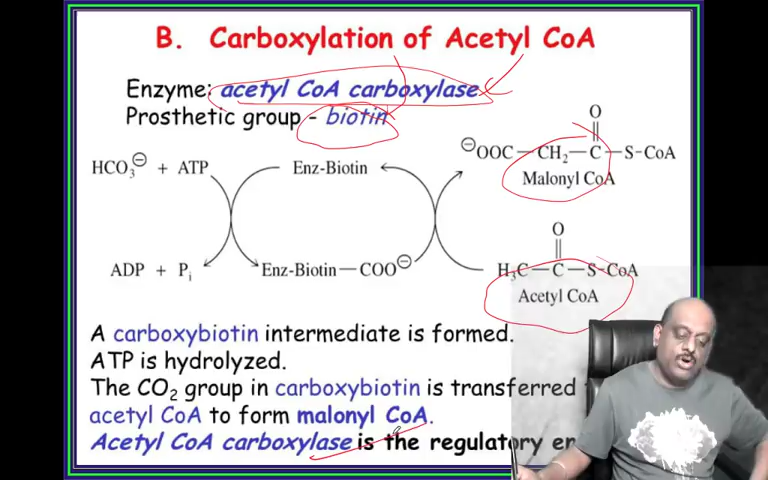 B. Carboxylation of Acetyl CoA
Enzyme: acetyl CoA carboxylase
Prosthetic group - biotin
O
⊖OOC—CH₂—C—S-CoA
Malonyl CoA
HCO₃⊖ + ATP
Enz-Biotin
O
ADP + Pᵢ
Enz-Biotin—COO⊖
H₃C—C—S-CoA
Acetyl CoA
A carboxybiotin intermediate is formed.
ATP is hydrolyzed.
The CO₂ group in carboxybiotin is transferred
acetyl CoA to form malonyl CoA.
Acetyl CoA carboxylase is the regulatory